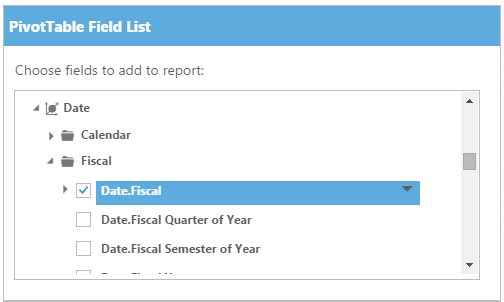 PivotTable Field List
Choose fields to add to report:
Date
Calendar
Fiscal
Date.Fiscal
Date.Fiscal Quarter of Year
Date.Fiscal Semester of Year